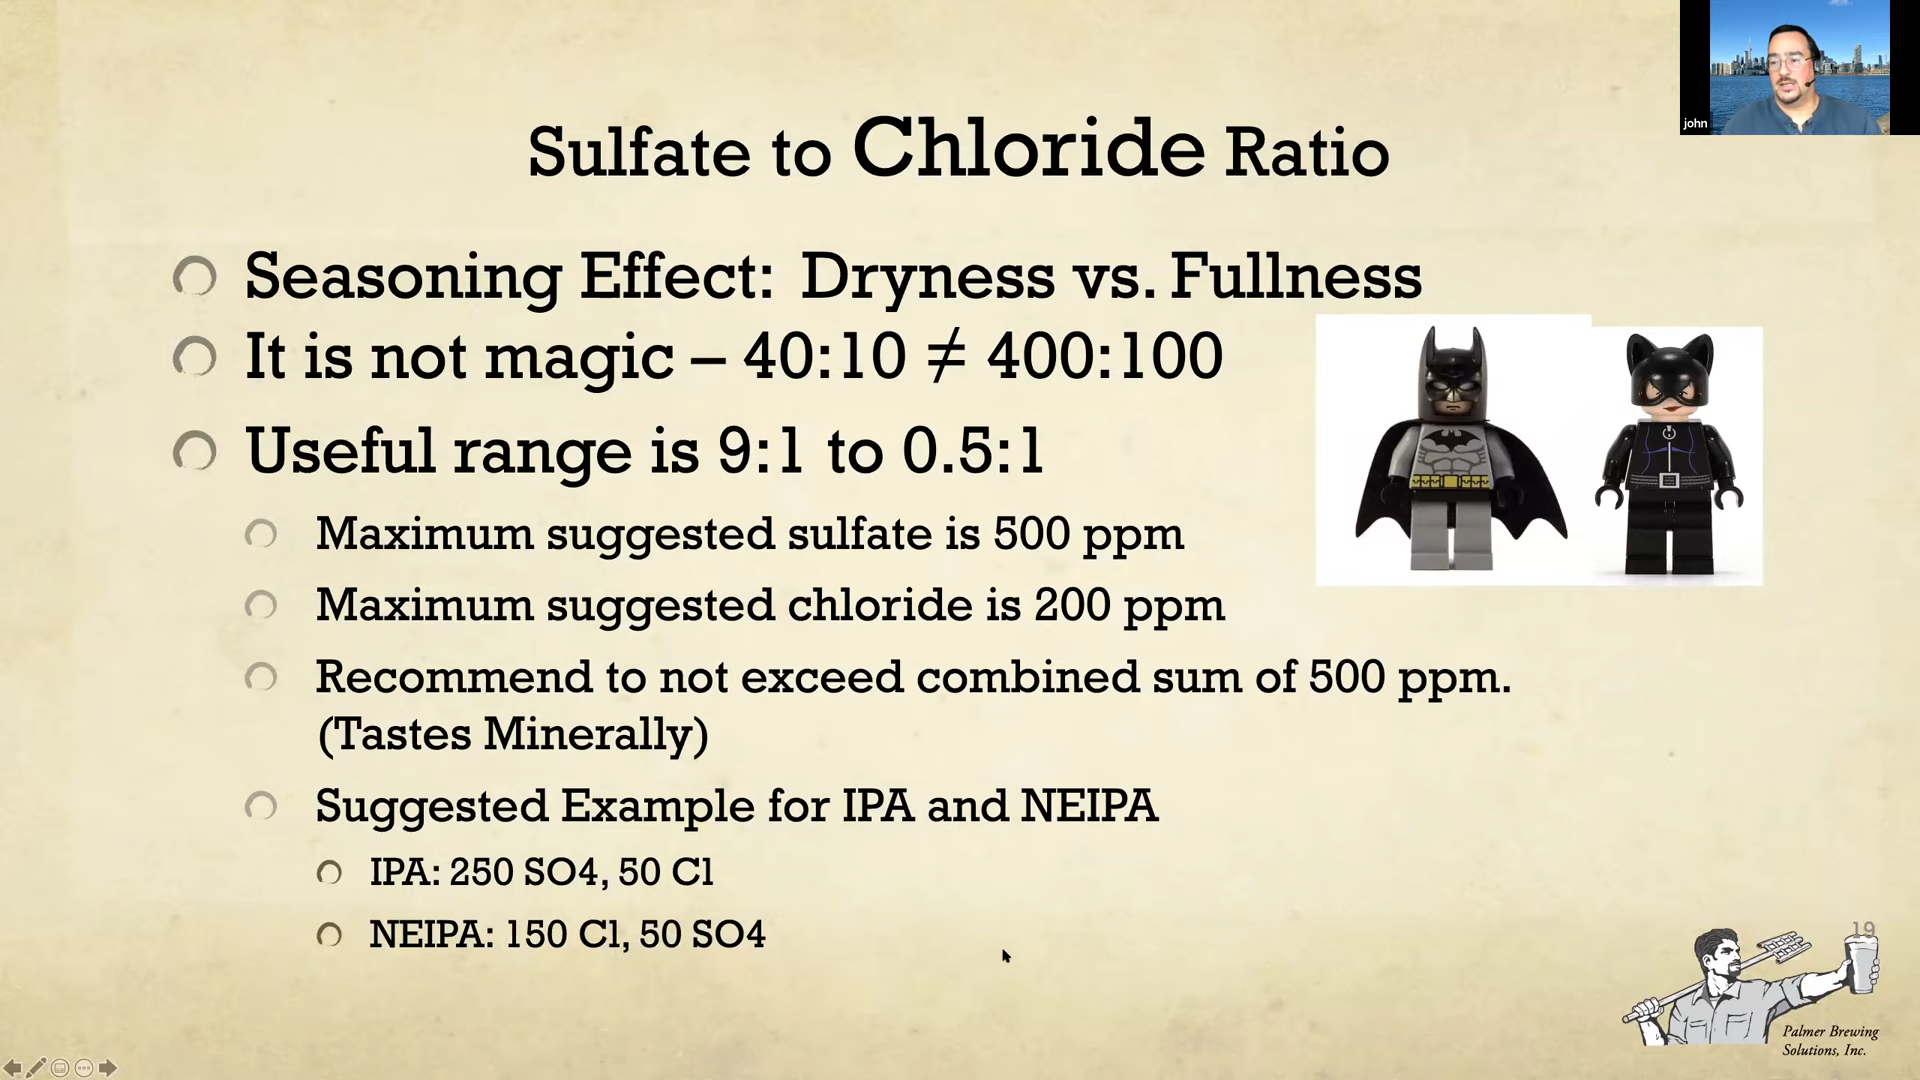 john
Sulfate to Chloride Ratio
Seasoning Effect: Dryness vs. Fullness
It is not magic – 40:10 ≠ 400:100
Useful range is 9:1 to 0.5:1
Maximum suggested sulfate is 500 ppm
Maximum suggested chloride is 200 ppm
Recommend to not exceed combined sum of 500 ppm.
(Tastes Minerally)
Suggested Example for IPA and NEIPA
IPA: 250 SO4, 50 Cl
NEIPA: 150 Cl, 50 SO4
19
Palmer Brewing
Solutions, Inc.